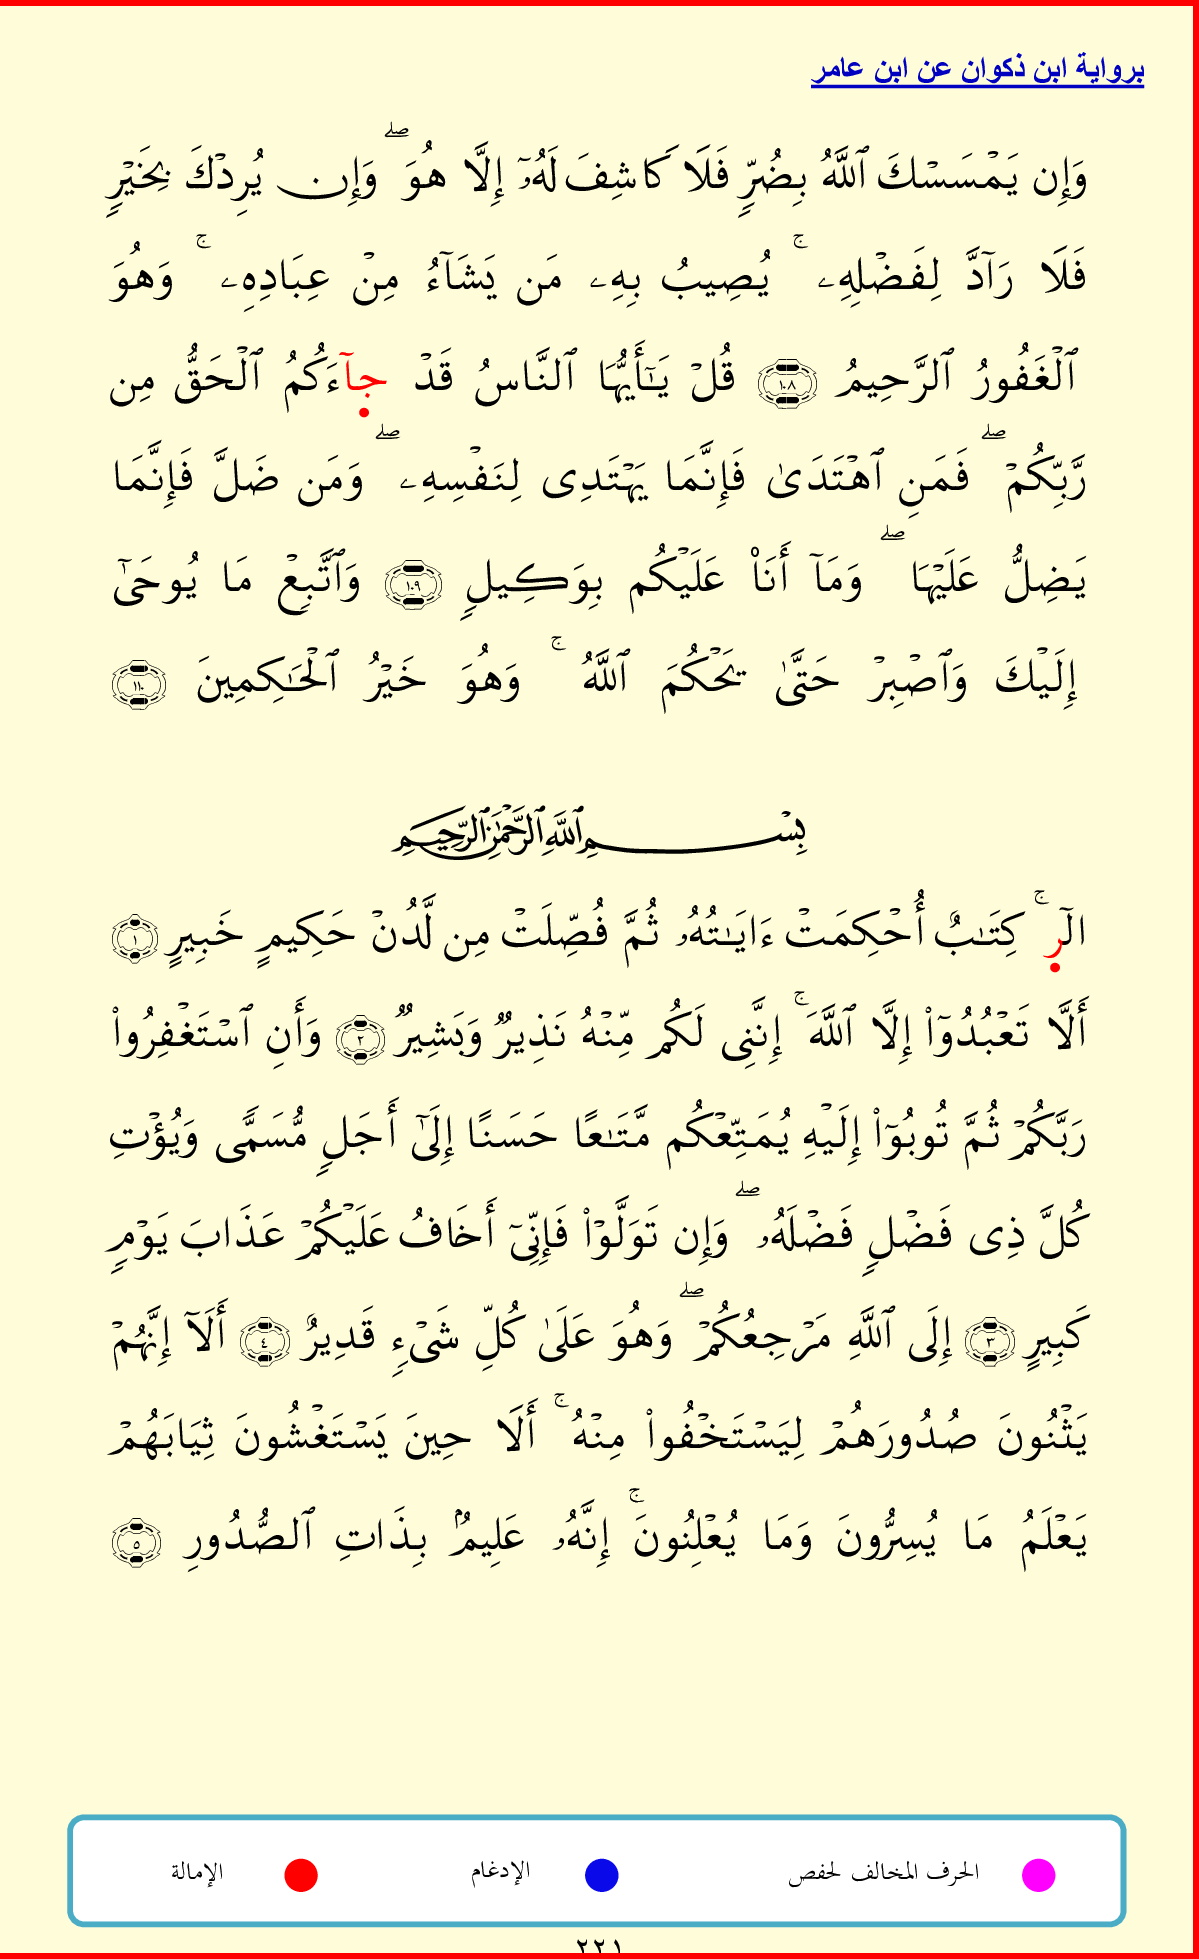 برواية ابن ذكوان عن ابن عامر
وَإِن يَمْسَسْكَ ٱللَّهُ بِضُرٍّ فَلَا كَاشِفَ لَهُۥٓ إِلَّا هُوَ ۖ وَإِن يُرِدْكَ بِخَيْرٍ
فَلَا رَآدَّ لِفَضْلِهِۦ ۚ يُصِيبُ بِهِۦ مَن يَشَآءُ مِنْ عِبَادِهِۦ ۚ وَهُوَ
ٱلْغَفُورُ ٱلرَّحِيمُ ١٠٨ قُلْ يَـٰٓأَيُّهَا ٱلنَّاسُ قَدْ جآءَكُمُ ٱلْحَقُّ مِن
رَّبِّكُمْ ۖ فَمَنِ ٱهْتَدَىٰ فَإِنَّمَا يَهْتَدِى لِنَفْسِهِۦ ۖ وَمَن ضَلَّ فَإِنَّمَا
يَضِلُّ عَلَيْهَا ۖ وَمَآ أَنَا۠ عَلَيْكُم بِوَكِيلٍ ١٠٩ وَٱتَّبِعْ مَا يُوحَىٰٓ
إِلَيْكَ وَٱصْبِرْ حَتَّىٰ يَحْكُمَ ٱللَّهُ ۚ وَهُوَ خَيْرُ ٱلْحَـٰكِمِينَ ١١٠
بِسْمِ ٱللَّهِ ٱلرَّحْمَـٰنِ ٱلرَّحِيمِ
الٓر ۚ كِتَـٰبٌ أُحْكِمَتْ ءَايَـٰتُهُۥ ثُمَّ فُصِّلَتْ مِن لَّدُنْ حَكِيمٍ خَبِيرٍ ١
أَلَّا تَعْبُدُوٓا۟ إِلَّا ٱللَّهَ ۚ إِنَّنِى لَكُم مِّنْهُ نَذِيرٌ وَبَشِيرٌ ٢ وَأَنِ ٱسْتَغْفِرُوا۟
رَبَّكُمْ ثُمَّ تُوبُوٓا۟ إِلَيْهِ يُمَتِّعْكُم مَّتَـٰعًا حَسَنًا إِلَىٰٓ أَجَلٍ مُّسَمًّى وَيُؤْتِ
كُلَّ ذِى فَضْلٍ فَضْلَهُۥ ۖ وَإِن تَوَلَّوْا۟ فَإِنِّىٓ أَخَافُ عَلَيْكُمْ عَذَابَ يَوْمٍ
كَبِيرٍ ٣ إِلَى ٱللَّهِ مَرْجِعُكُمْ ۖ وَهُوَ عَلَىٰ كُلِّ شَىْءٍ قَدِيرٌ ٤ أَلَآ إِنَّهُمْ
يَثْنُونَ صُدُورَهُمْ لِيَسْتَخْفُوا۟ مِنْهُ ۚ أَلَا حِينَ يَسْتَغْشُونَ ثِيَابَهُمْ
يَعْلَمُ مَا يُسِرُّونَ وَمَا يُعْلِنُونَ ۚ إِنَّهُۥ عَلِيمٌۢ بِذَاتِ ٱلصُّدُورِ ٥
الحرف المخالف لحفص الإدغام الإمالة
٢٢١